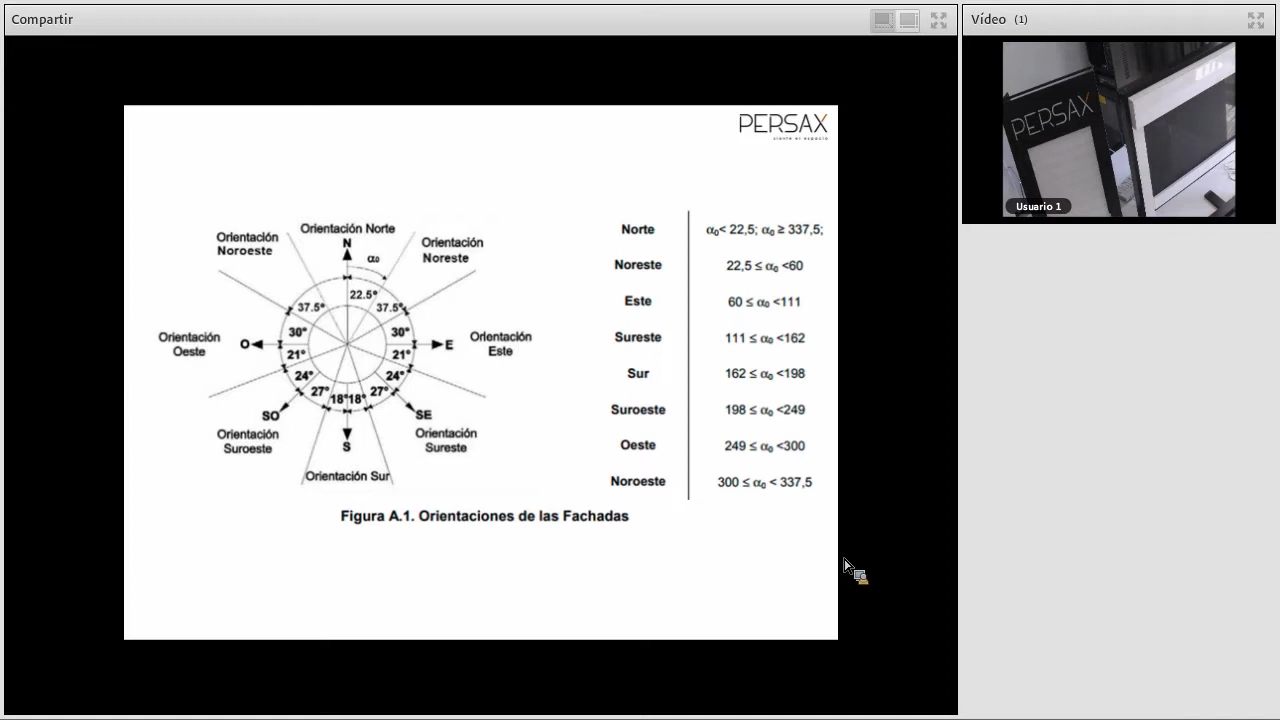 Compartir
Vídeo (1)
PERSAX
siente el espacio
Orientación Norte
N
Orientación
Noroeste
Orientación
Noreste
α₀
22.5°
37.5°
37.5°
30°
30°
Orientación
Oeste
O
E
Orientación
Este
21°
21°
24°
24°
27°
18°
18°
27°
SO
SE
Orientación
Suroeste
S
Orientación
Sureste
Orientación Sur
Norte α₀< 22,5; α₀ ≥ 337,5;
Noreste 22,5 ≤ α₀ <60
Este 60 ≤ α₀ <111
Sureste 111 ≤ α₀ <162
Sur 162 ≤ α₀ <198
Suroeste 198 ≤ α₀ <249
Oeste 249 ≤ α₀ <300
Noroeste 300 ≤ α₀ < 337,5
Figura A.1. Orientaciones de las Fachadas
PERSAX
Usuario 1